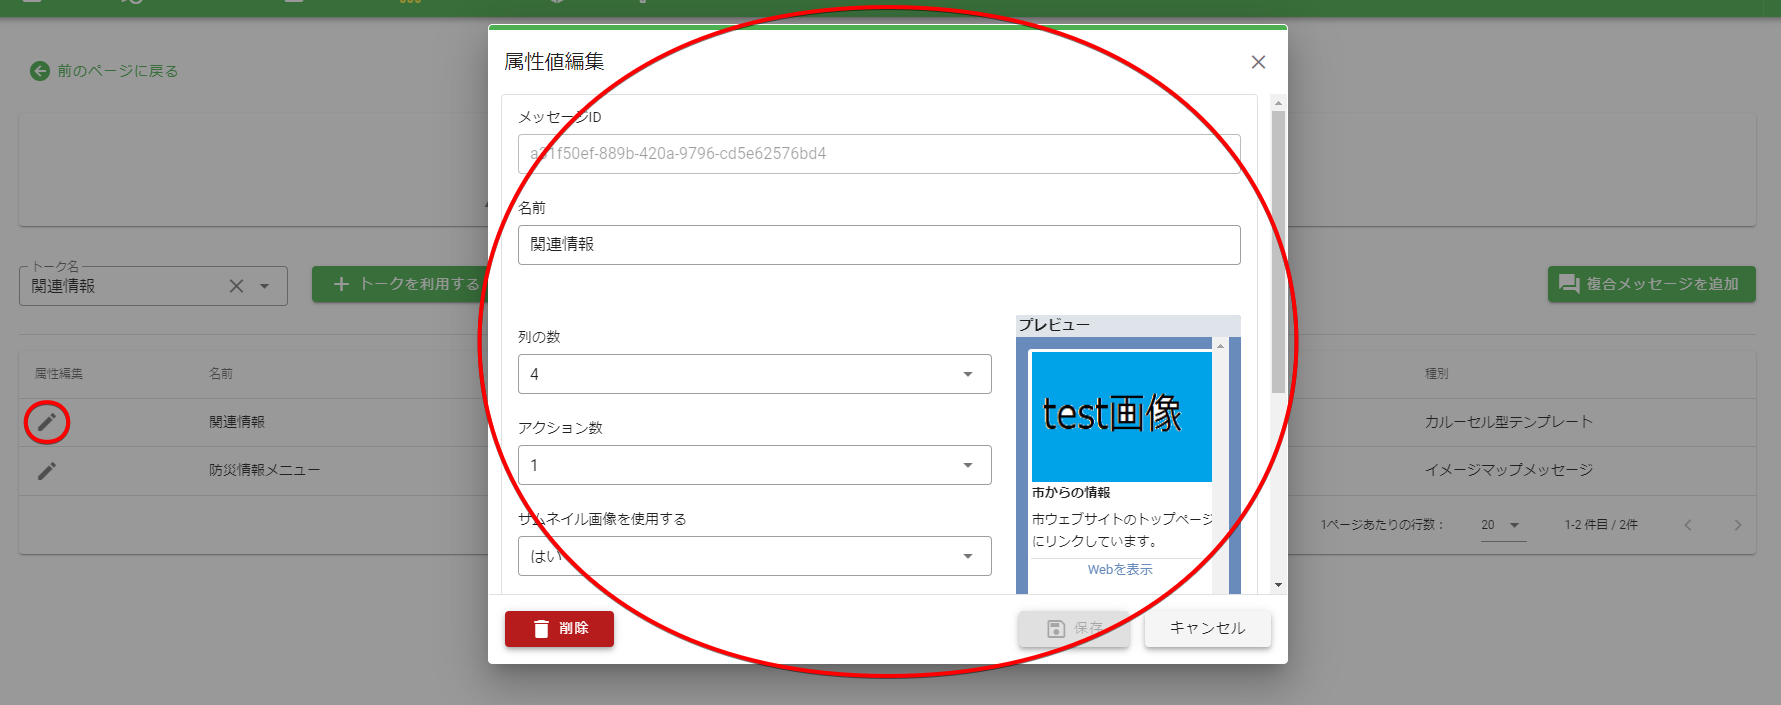 前のページに戻る
トーク名
関連情報
トークを利用する
複合メッセージを追加
属性編集
名前
種別
関連情報
カルーセル型テンプレート
防災情報メニュー
イメージマップメッセージ
1ページあたりの行数：
20
1-2 件目 / 2件
属性値編集
メッセージID
a31f50ef-889b-420a-9796-cd5e62576bd4
名前
関連情報
列の数
4
アクション数
1
サムネイル画像を使用する
はい
プレビュー
test画像
市からの情報
市ウェブサイトのトップページ
にリンクしています。
Webを表示
削除
保存
キャンセル